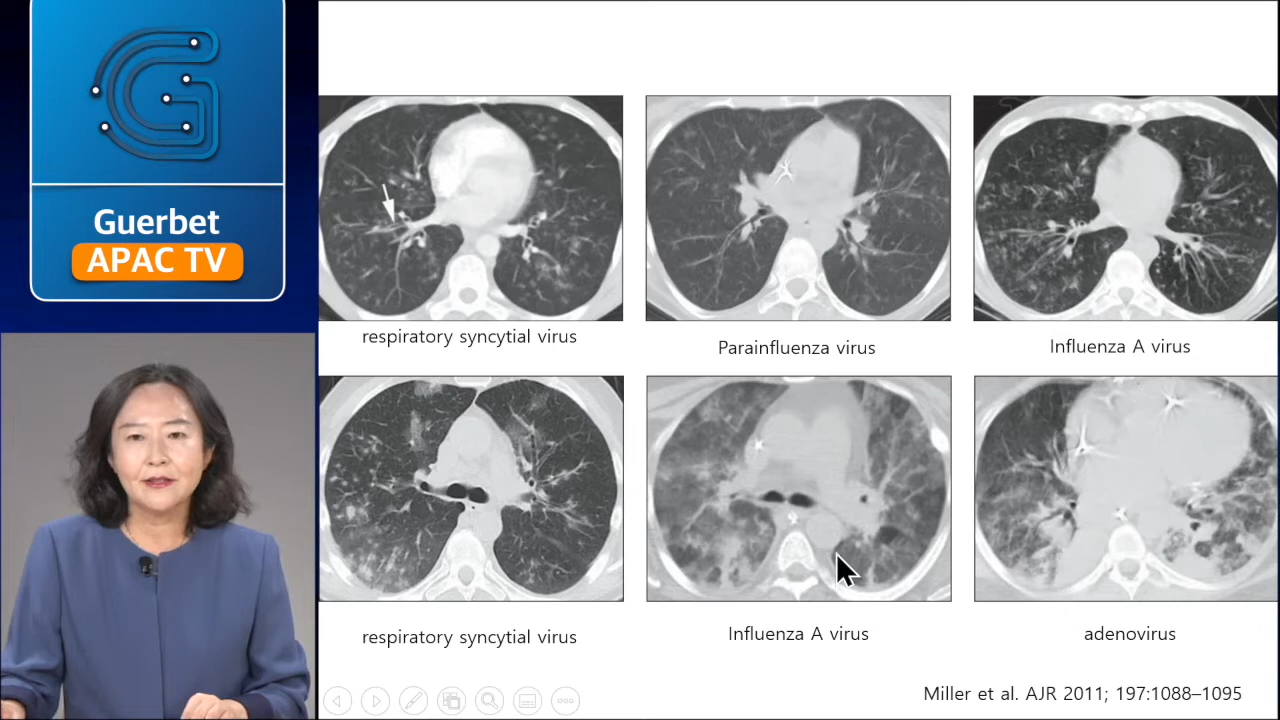 Guerbet
APAC TV
respiratory syncytial virus
Parainfluenza virus
Influenza A virus
respiratory syncytial virus
Influenza A virus
adenovirus
Miller et al. AJR 2011; 197:1088–1095